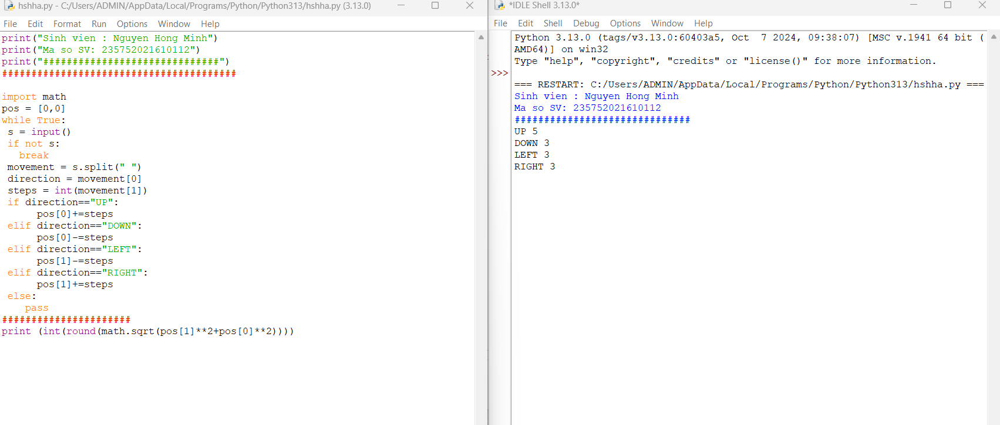 hshha.py - C:/Users/ADMIN/AppData/Local/Programs/Python/Python313/hshha.py (3.13.0)
File Edit Format Run Options Window Help
print("Sinh vien : Nguyen Hong Minh")
print("Ma so SV: 235752021610112")
print("##############################")
########################################
import math
pos = [0,0]
while True:
 s = input()
 if not s:
   break
 movement = s.split(" ")
 direction = movement[0]
 steps = int(movement[1])
 if direction=="UP":
      pos[0]+=steps
 elif direction=="DOWN":
      pos[0]-=steps
 elif direction=="LEFT":
      pos[1]-=steps
 elif direction=="RIGHT":
      pos[1]+=steps
 else:
    pass
######################
print (int(round(math.sqrt(pos[1]**2+pos[0]**2))))
*IDLE Shell 3.13.0*
File Edit Shell Debug Options Window Help
Python 3.13.0 (tags/v3.13.0:60403a5, Oct  7 2024, 09:38:07) [MSC v.1941 64 bit (
AMD64)] on win32
Type "help", "copyright", "credits" or "license()" for more information.
>>>
=== RESTART: C:/Users/ADMIN/AppData/Local/Programs/Python/Python313/hshha.py ===
Sinh vien : Nguyen Hong Minh
Ma so SV: 235752021610112
##############################
UP 5
DOWN 3
LEFT 3
RIGHT 3